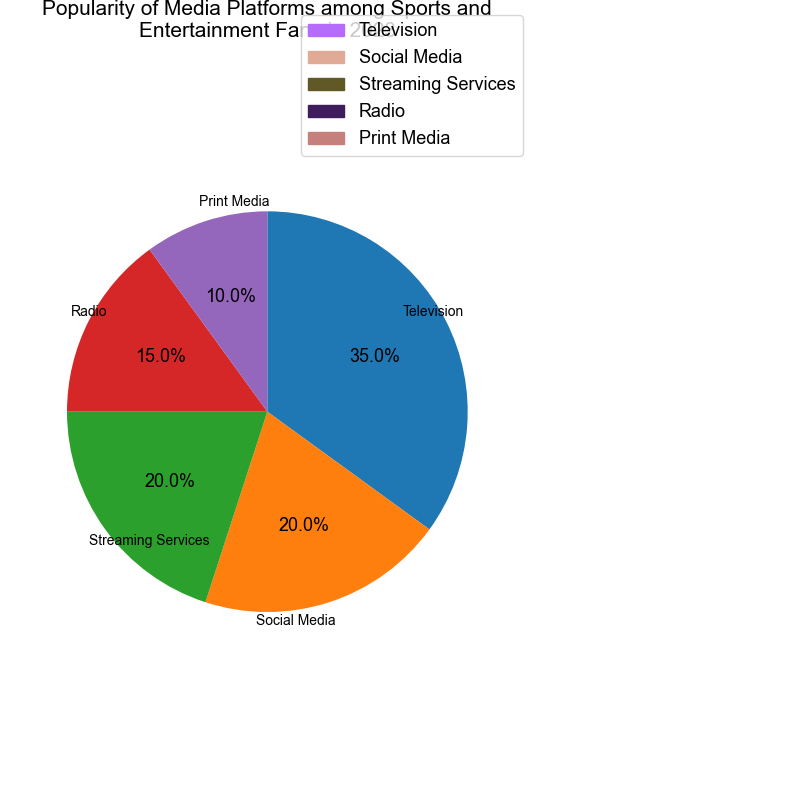 Popularity of Media Platforms among Sports and
Entertainment Fans
Television
Social Media
Streaming Services
Radio
Print Media
Print Media
10.0%
Radio
15.0%
Television
35.0%
20.0%
Streaming Services
20.0%
Social Media